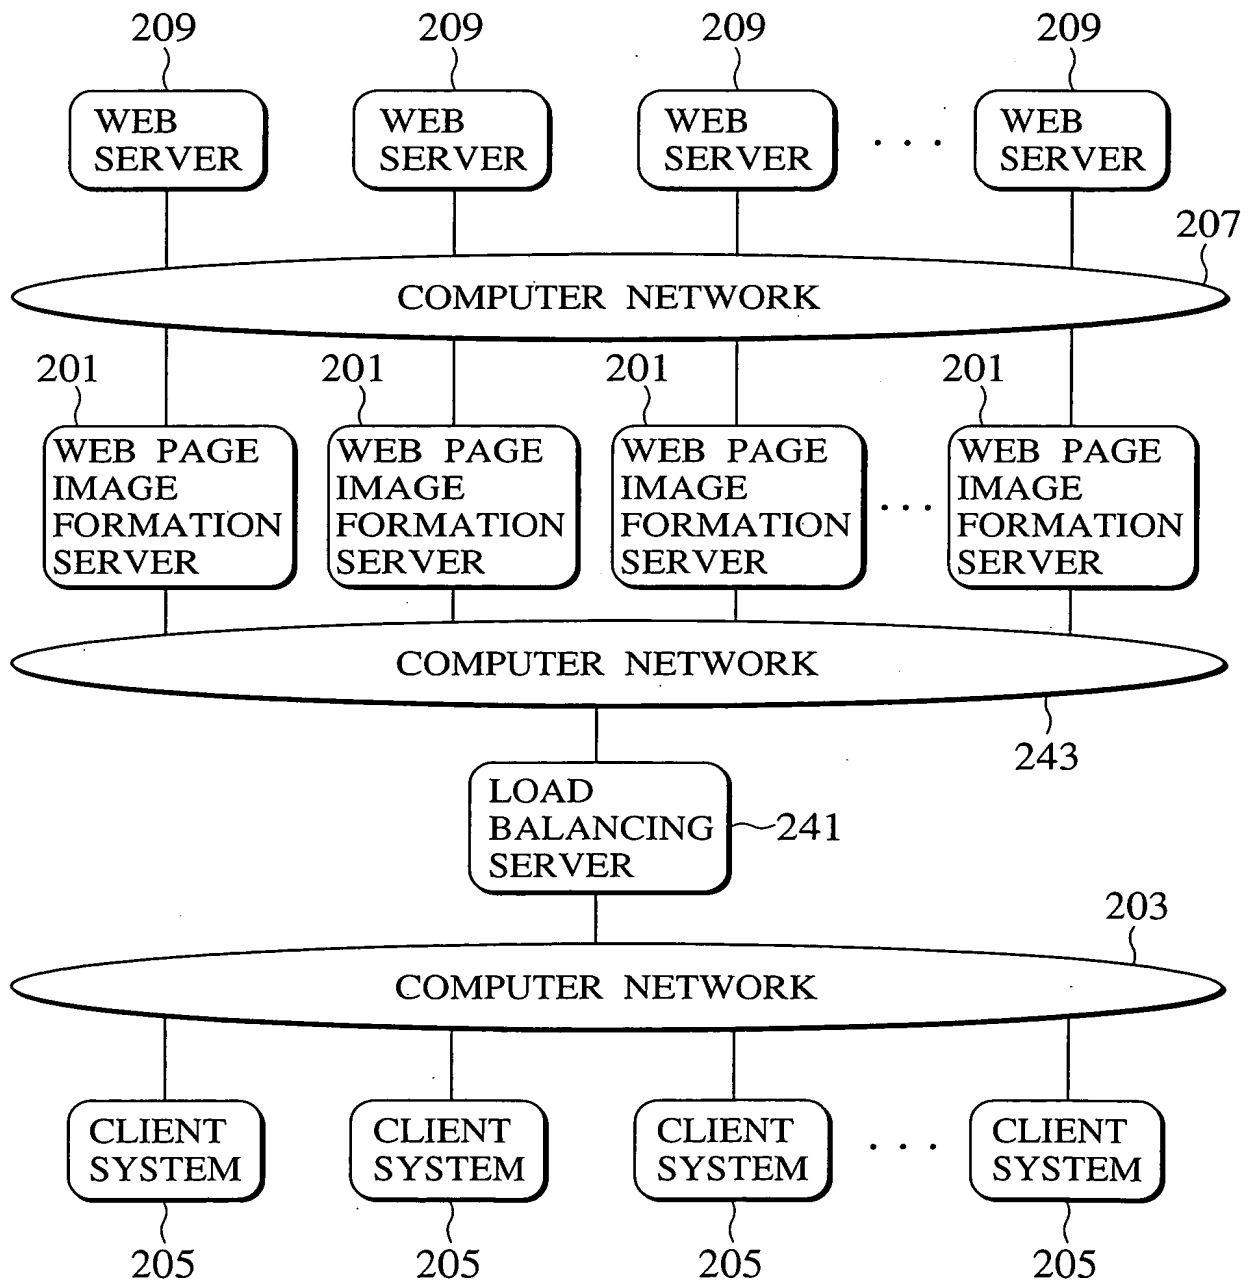 209 209 209 209
WEB WEB WEB WEB
SERVER SERVER SERVER . . . SERVER
207
COMPUTER NETWORK
201 201 201 201
WEB PAGE WEB PAGE WEB PAGE WEB PAGE
IMAGE IMAGE IMAGE IMAGE
FORMATION FORMATION FORMATION . . . FORMATION
SERVER SERVER SERVER SERVER
COMPUTER NETWORK
243
LOAD
BALANCING 241
SERVER
203
COMPUTER NETWORK
CLIENT CLIENT CLIENT CLIENT
SYSTEM SYSTEM SYSTEM . . . SYSTEM
205 205 205 205